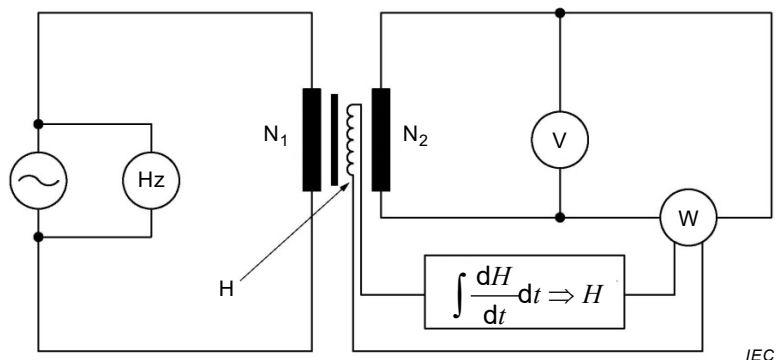 N₁
N₂
V
Hz
W
H
∫ dH/dt dt ⇒ H
IEC